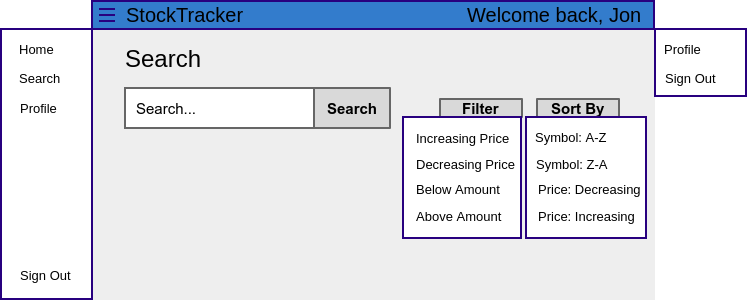 StockTracker
Welcome back, Jon
Home
Search
Profile
Sign Out
Search
Search...
Search
Filter
Increasing Price
Decreasing Price
Below Amount
Above Amount
Sort By
Symbol: A-Z
Symbol: Z-A
Price: Decreasing
Price: Increasing
Profile
Sign Out